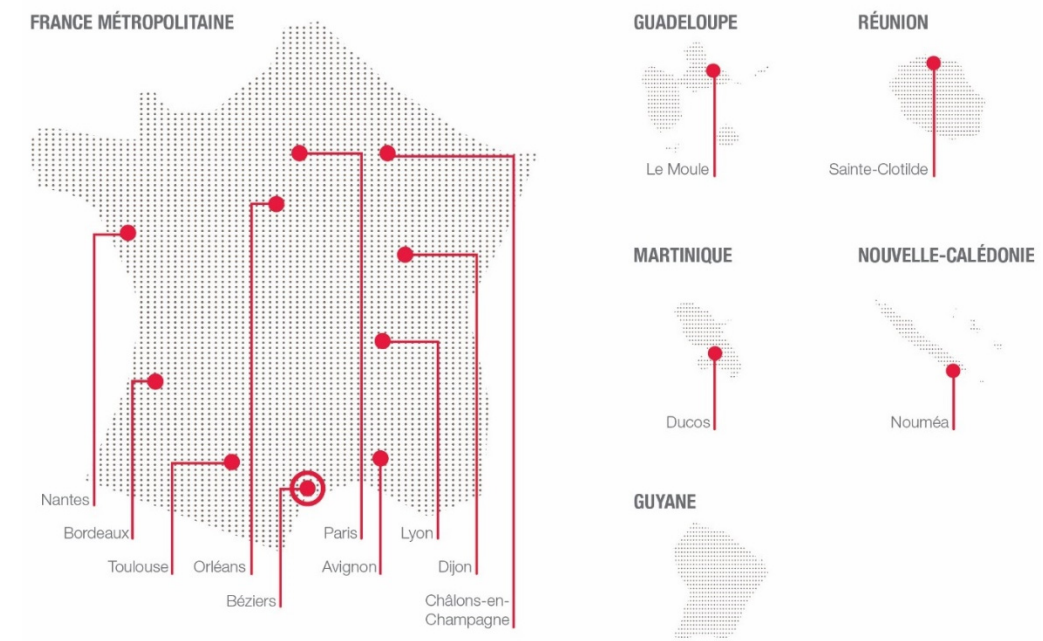 FRANCE MÉTROPOLITAINE
GUADELOUPE
RÉUNION
Le Moule
Sainte-Clotilde
MARTINIQUE
NOUVELLE-CALÉDONIE
Ducos
Nouméa
GUYANE
Nantes
Bordeaux
Paris
Lyon
Toulouse
Orléans
Avignon
Dijon
Béziers
Châlons-en-
Champagne